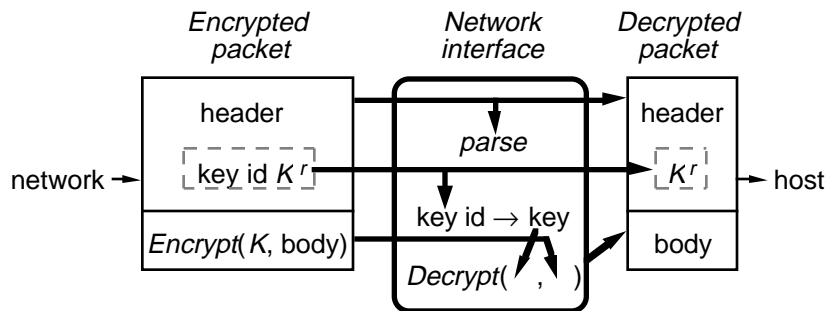 Encrypted packet
Network interface
Decrypted packet
header
header
parse
network
key id K^r
K^r
host
key id → key
Encrypt(K, body)
body
Decrypt( , )